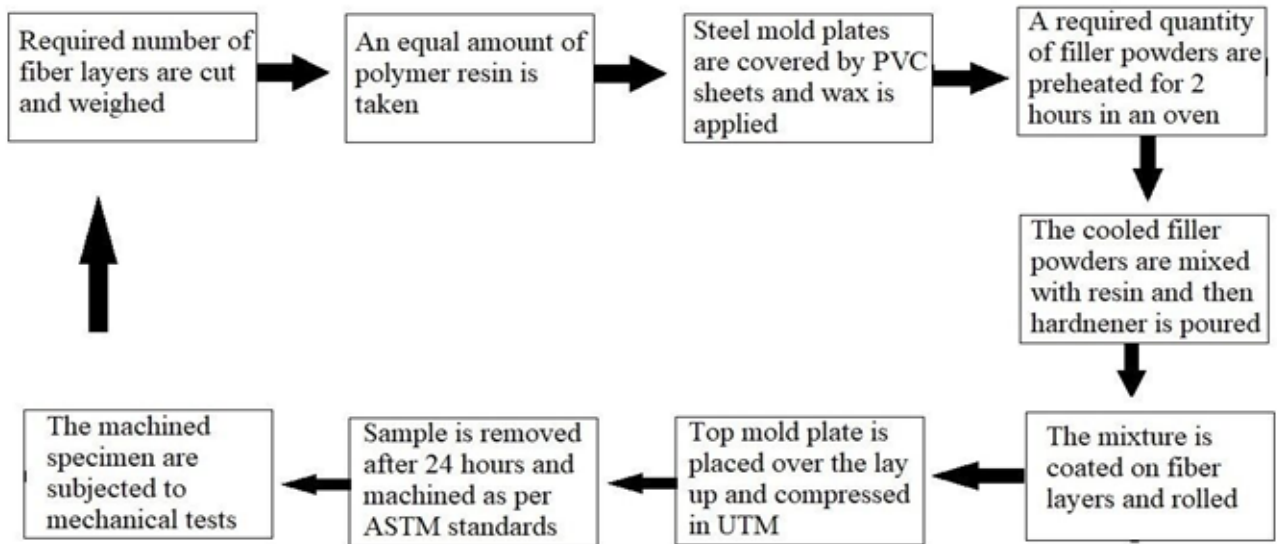 Required number of
fiber layers are cut
and weighed
An equal amount of
polymer resin is
taken
Steel mold plates
are covered by PVC
sheets and wax is
applied
A required quantity
of filler powders are
preheated for 2
hours in an oven
The cooled filler
powders are mixed
with resin and then
hardnener is poured
The mixture is
coated on fiber
layers and rolled
Top mold plate is
placed over the lay
up and compressed
in UTM
Sample is removed
after 24 hours and
machined as per
ASTM standards
The machined
specimen are
subjected to
mechanical tests